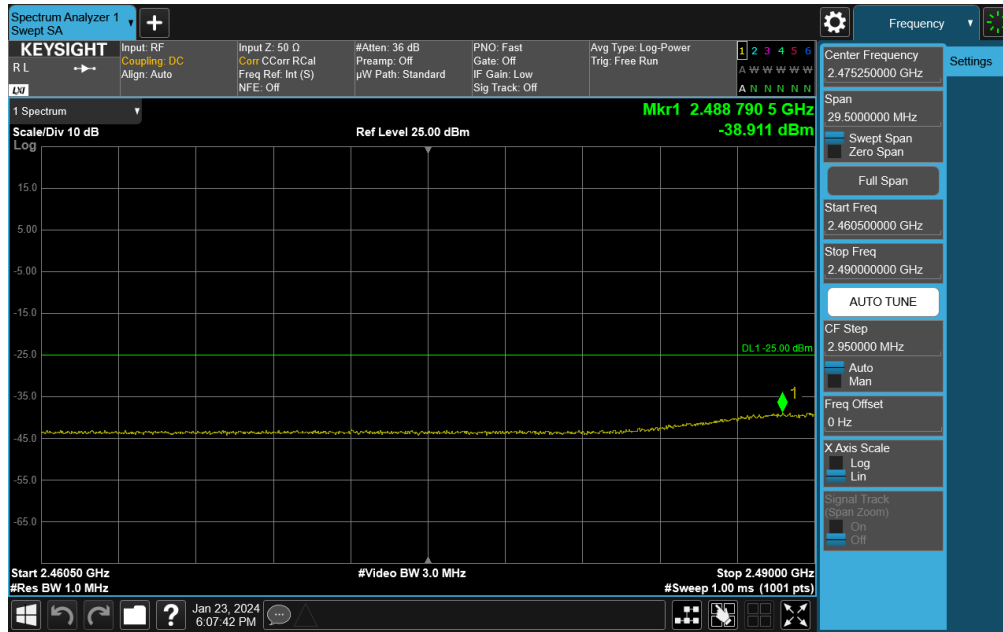 Spectrum Analyzer 1
Swept SA
Frequency
KEYSIGHT
RL
LXI
Input: RF
Coupling: DC
Align: Auto
Input Z: 50 Ω
Corr CCorr RCal
Freq Ref: Int (S)
NFE: Off
#Atten: 36 dB
Preamp: Off
µW Path: Standard
PNO: Fast
Gate: Off
IF Gain: Low
Sig Track: Off
Avg Type: Log-Power
Trig: Free Run
1 2 3 4 5 6
A W W W W W
A N N N N N
1 Spectrum
Scale/Div 10 dB
Log
Ref Level 25.00 dBm
Mkr1 2.488 790 5 GHz
-38.911 dBm
15.0
5.00
-5.00
-15.0
-25.0
-35.0
-45.0
-55.0
-65.0
DL1 -25.00 dBm
1
Start 2.46050 GHz
#Res BW 1.0 MHz
#Video BW 3.0 MHz
Stop 2.49000 GHz
#Sweep 1.00 ms (1001 pts)
Jan 23, 2024
6:07:42 PM
?
Center Frequency
2.475250000 GHz
Settings
Span
29.5000000 MHz
Swept Span
Zero Span
Full Span
Start Freq
2.460500000 GHz
Stop Freq
2.490000000 GHz
AUTO TUNE
CF Step
2.950000 MHz
Auto
Man
Freq Offset
0 Hz
X Axis Scale
Log
Lin
Signal Track
(Span Zoom)
On
Off